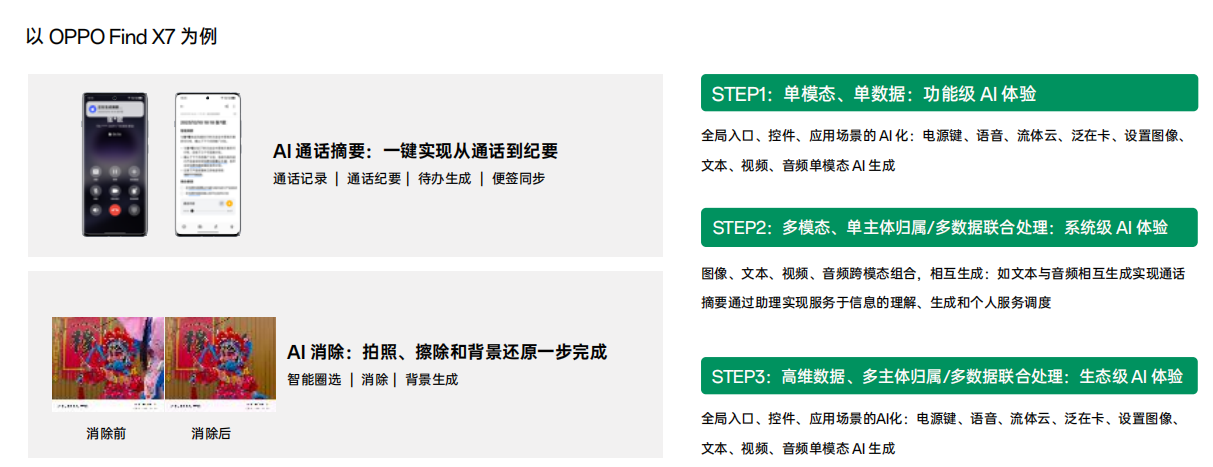 以 OPPO Find X7 为例
AI 通话摘要：一键实现从通话到纪要
通话记录 | 通话纪要 | 待办生成 | 便签同步
AI 消除：拍照、擦除和背景还原一步完成
智能圈选 | 消除 | 背景生成
消除前
消除后
STEP1：单模态、单数据：功能级 AI 体验
全局入口、控件、应用场景的 AI 化：电源键、语音、流体云、泛在卡、设置图像、
文本、视频、音频单模态 AI 生成
STEP2：多模态、单主体归属/多数据联合处理：系统级 AI 体验
图像、文本、视频、音频跨模态组合，相互生成：如文本与音频相互生成实现通话
摘要通过助理实现服务于信息的理解、生成和个人服务调度
STEP3：高维数据、多主体归属/多数据联合处理：生态级 AI 体验
全局入口、控件、应用场景的AI化：电源键、语音、流体云、泛在卡、设置图像、
文本、视频、音频单模态 AI 生成